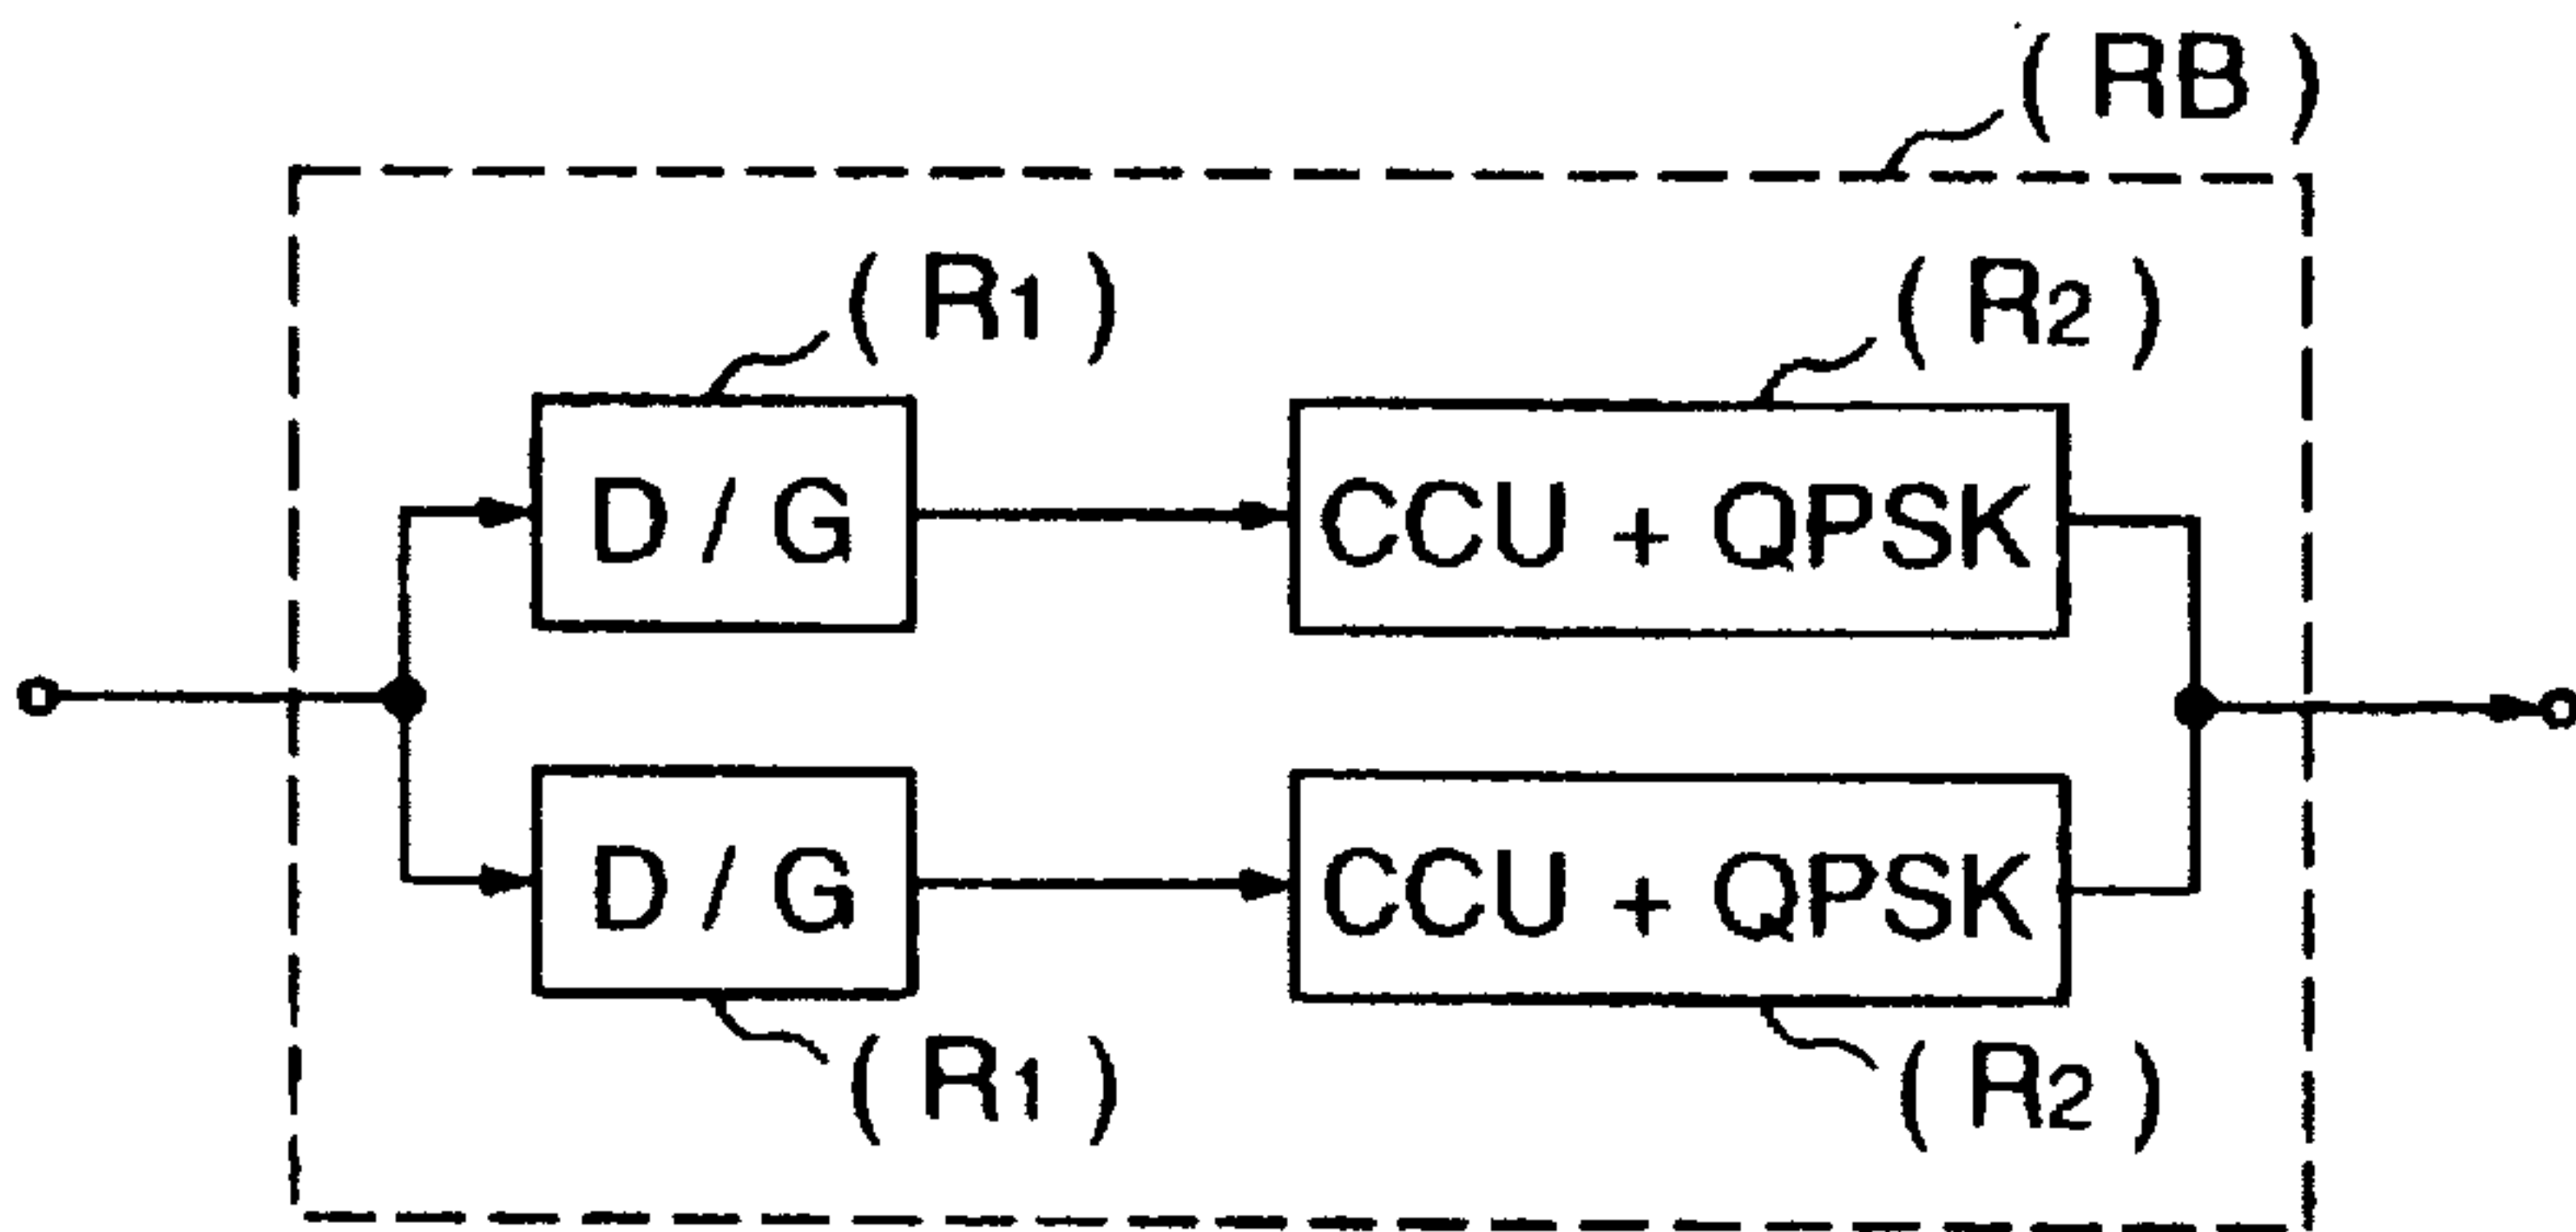 ( RB )
( R1 )
( R2 )
D / G
CCU + QPSK
D / G
CCU + QPSK
( R1 )
( R2 )